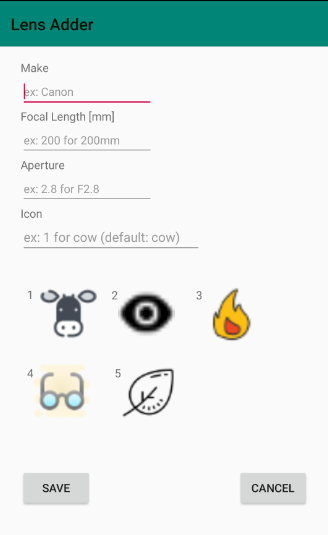 Lens Adder
Make
ex: Canon
Focal Length [mm]
ex: 200 for 200mm
Aperture
ex: 2.8 for F2.8
Icon
ex: 1 for cow (default: cow)
1 2 3
4 5
SAVE CANCEL